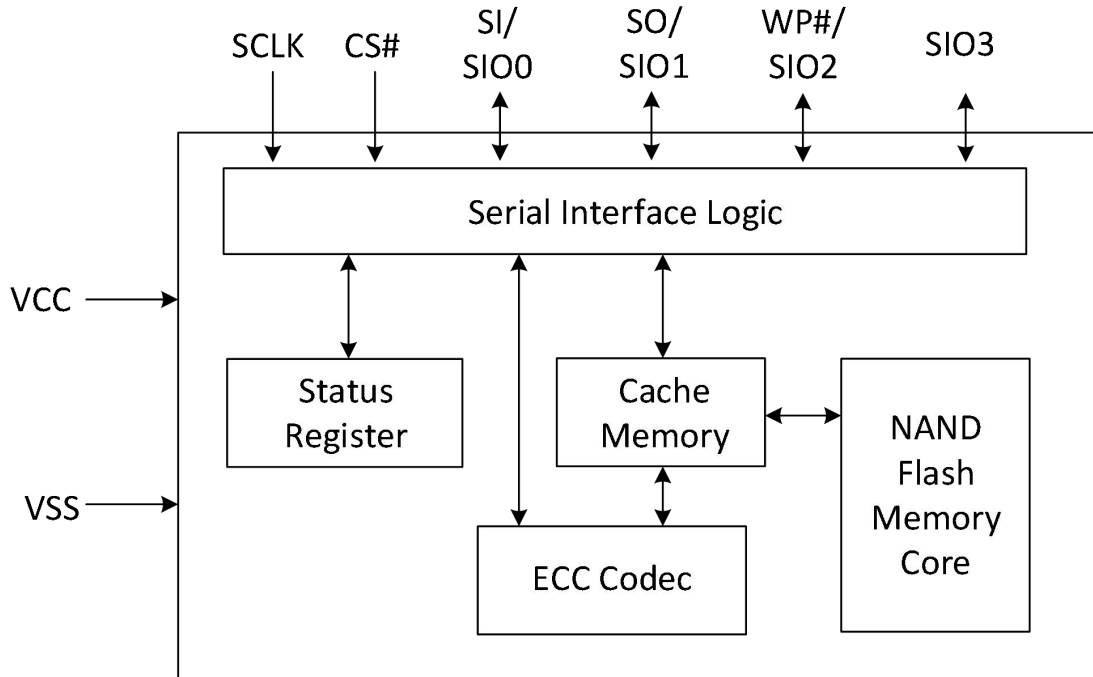 SCLK
CS#
SI/
SIO0
SO/
SIO1
WP#/
SIO2
SIO3
Serial Interface Logic
VCC
Status
Register
Cache
Memory
NAND
Flash
Memory
Core
VSS
ECC Codec